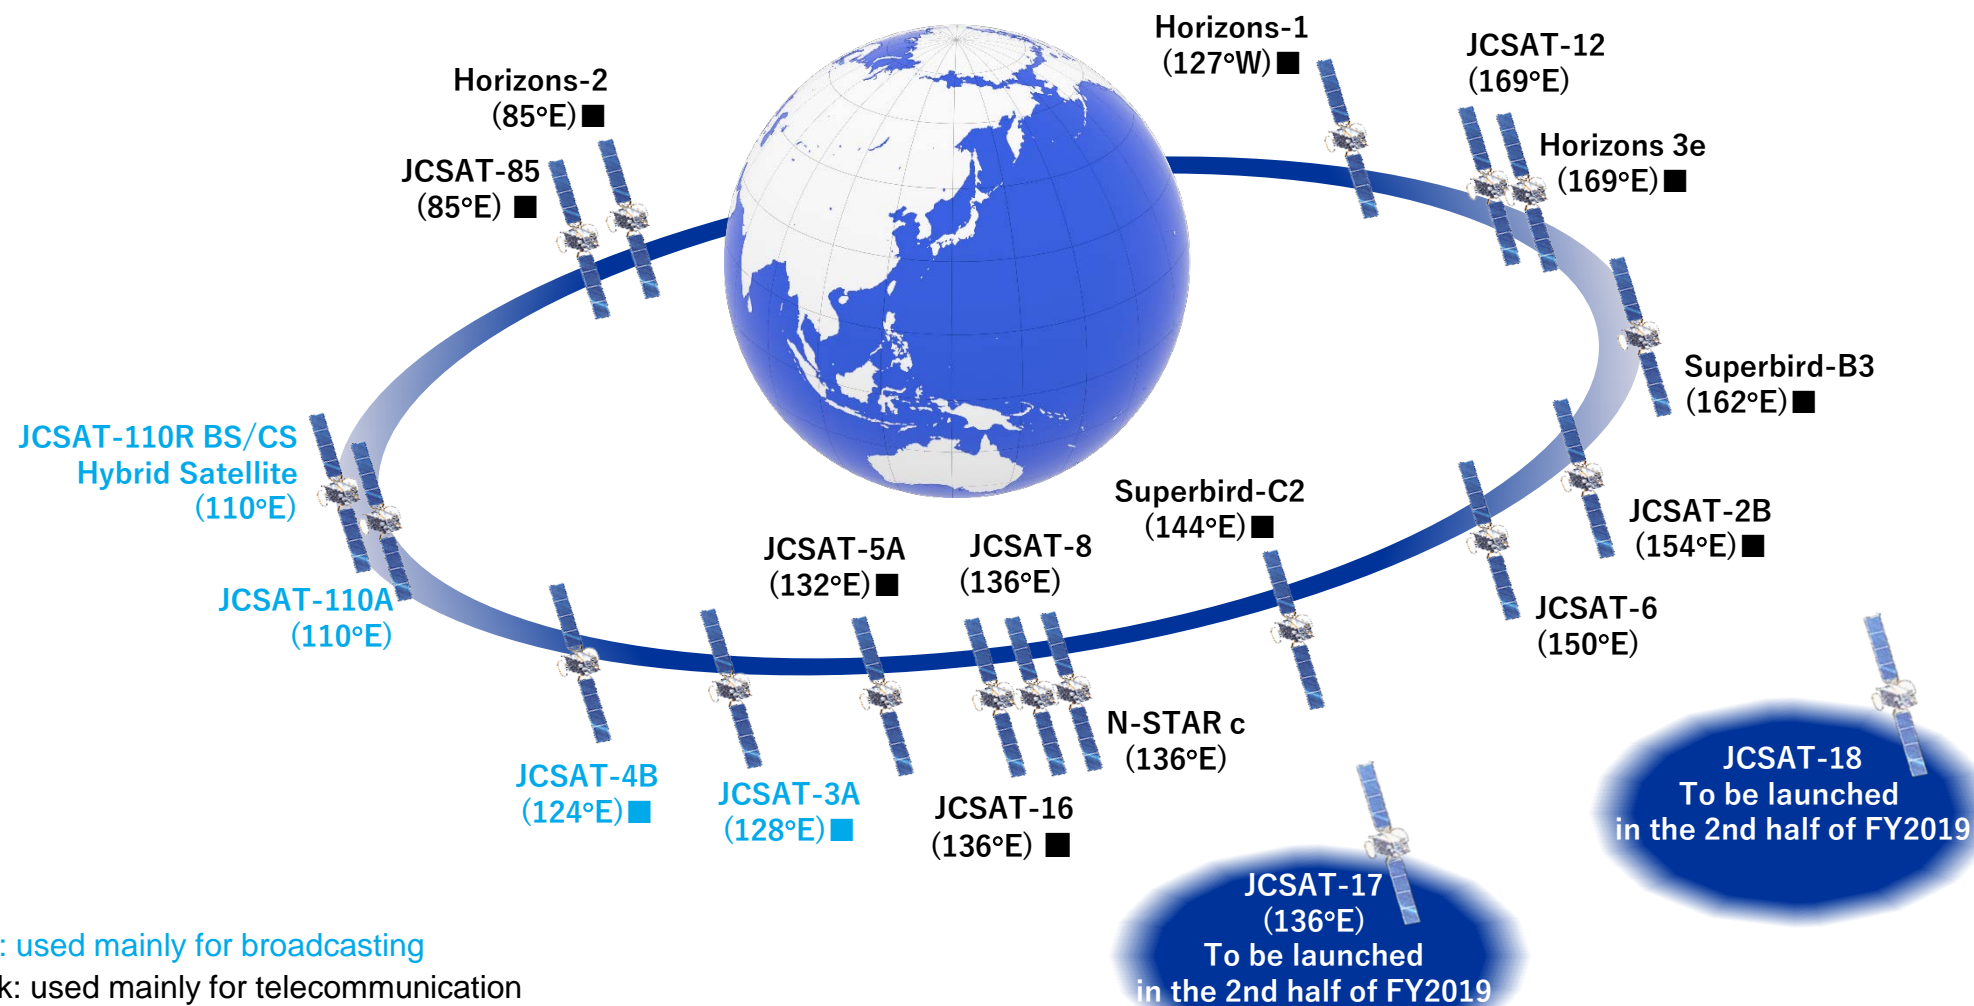 Horizons-1
(127°W)■
JCSAT-12
(169°E)
Horizons-2
(85°E)■
Horizons 3e
(169°E)■
JCSAT-85
(85°E) ■
Superbird-B3
(162°E)■
JCSAT-110R BS/CS
Hybrid Satellite
(110°E)
Superbird-C2
(144°E)■
JCSAT-2B
(154°E)■
JCSAT-5A
(132°E)■
JCSAT-8
(136°E)
JCSAT-110A
(110°E)
JCSAT-6
(150°E)
N-STAR c
(136°E)
JCSAT-4B
(124°E)■
JCSAT-3A
(128°E)■
JCSAT-16
(136°E) ■
JCSAT-18
To be launched
in the 2nd half of FY2019
JCSAT-17
(136°E)
To be launched
in the 2nd half of FY2019
: used mainly for broadcasting
k: used mainly for telecommunication